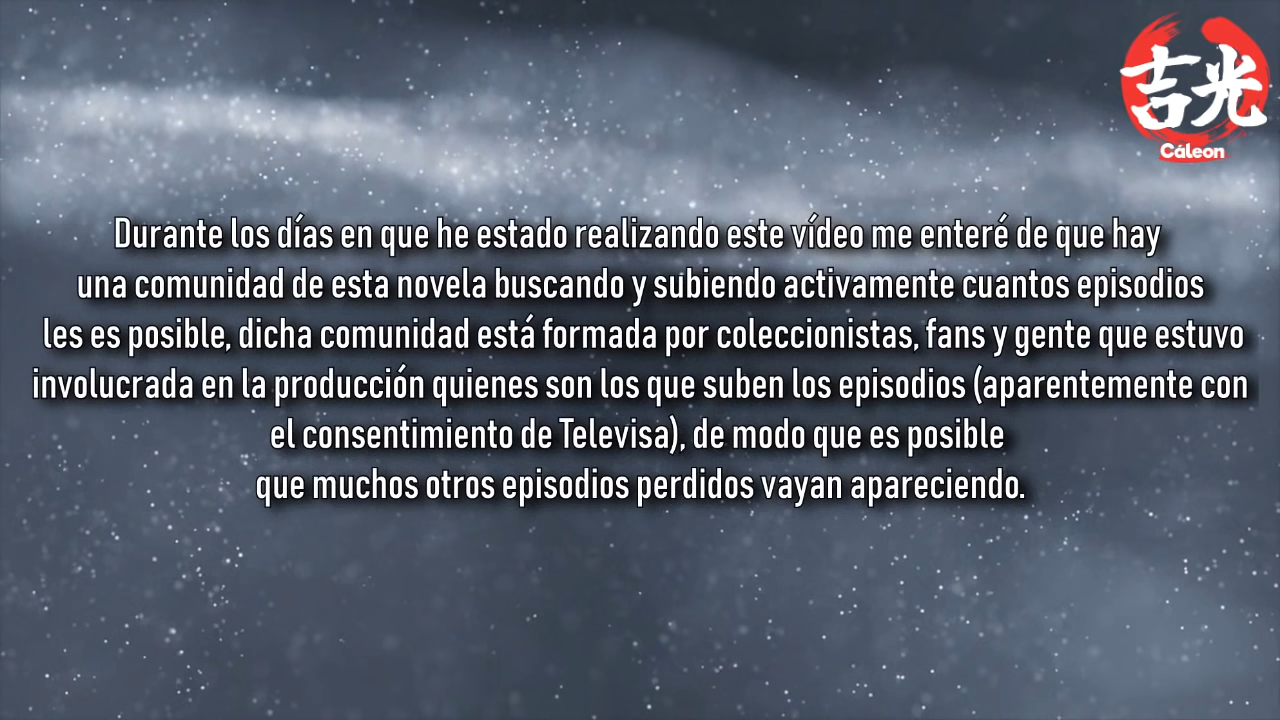 吉光
Cáleon
Durante los días en que he estado realizando este vídeo me enteré de que hay
una comunidad de esta novela buscando y subiendo activamente cuantos episodios
les es posible, dicha comunidad está formada por coleccionistas, fans y gente que estuvo
involucrada en la producción quienes son los que suben los episodios (aparentemente con
el consentimiento de Televisa), de modo que es posible
que muchos otros episodios perdidos vayan apareciendo.